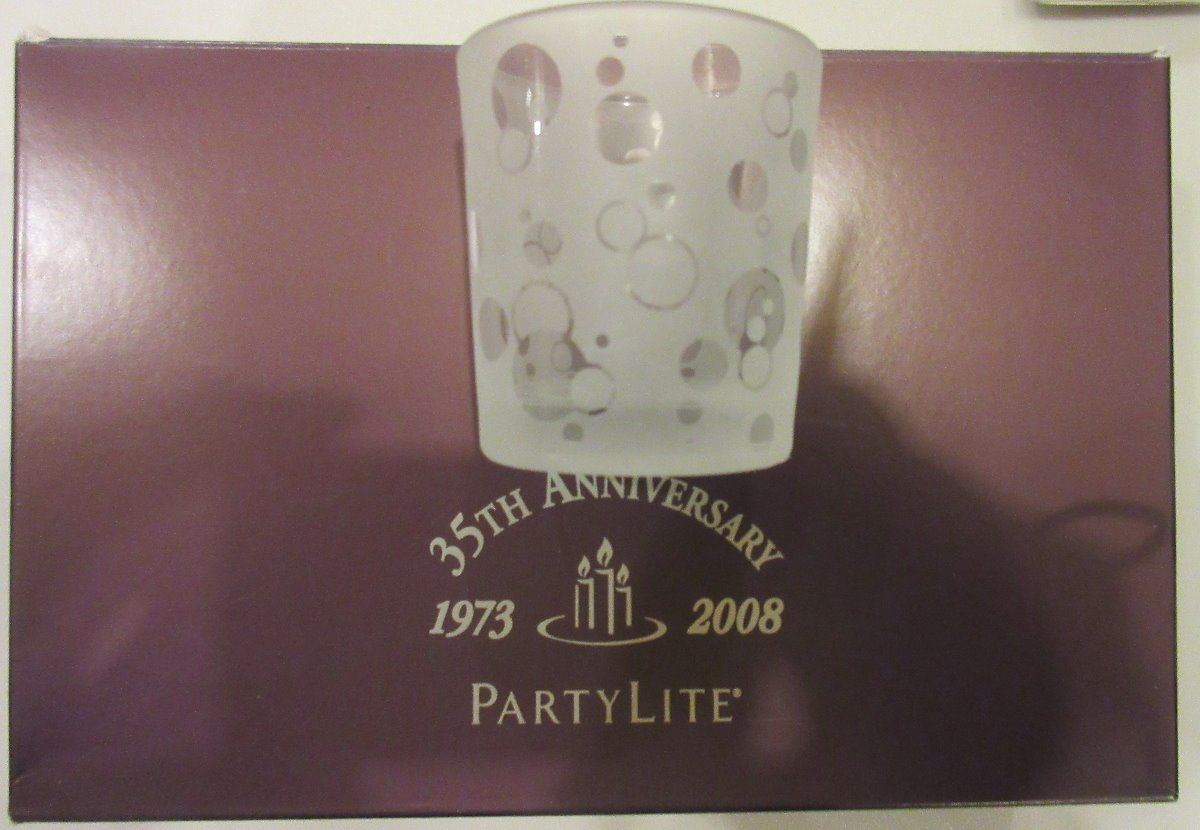 35TH ANNIVERSARY
1973 2008
PARTYLITE®